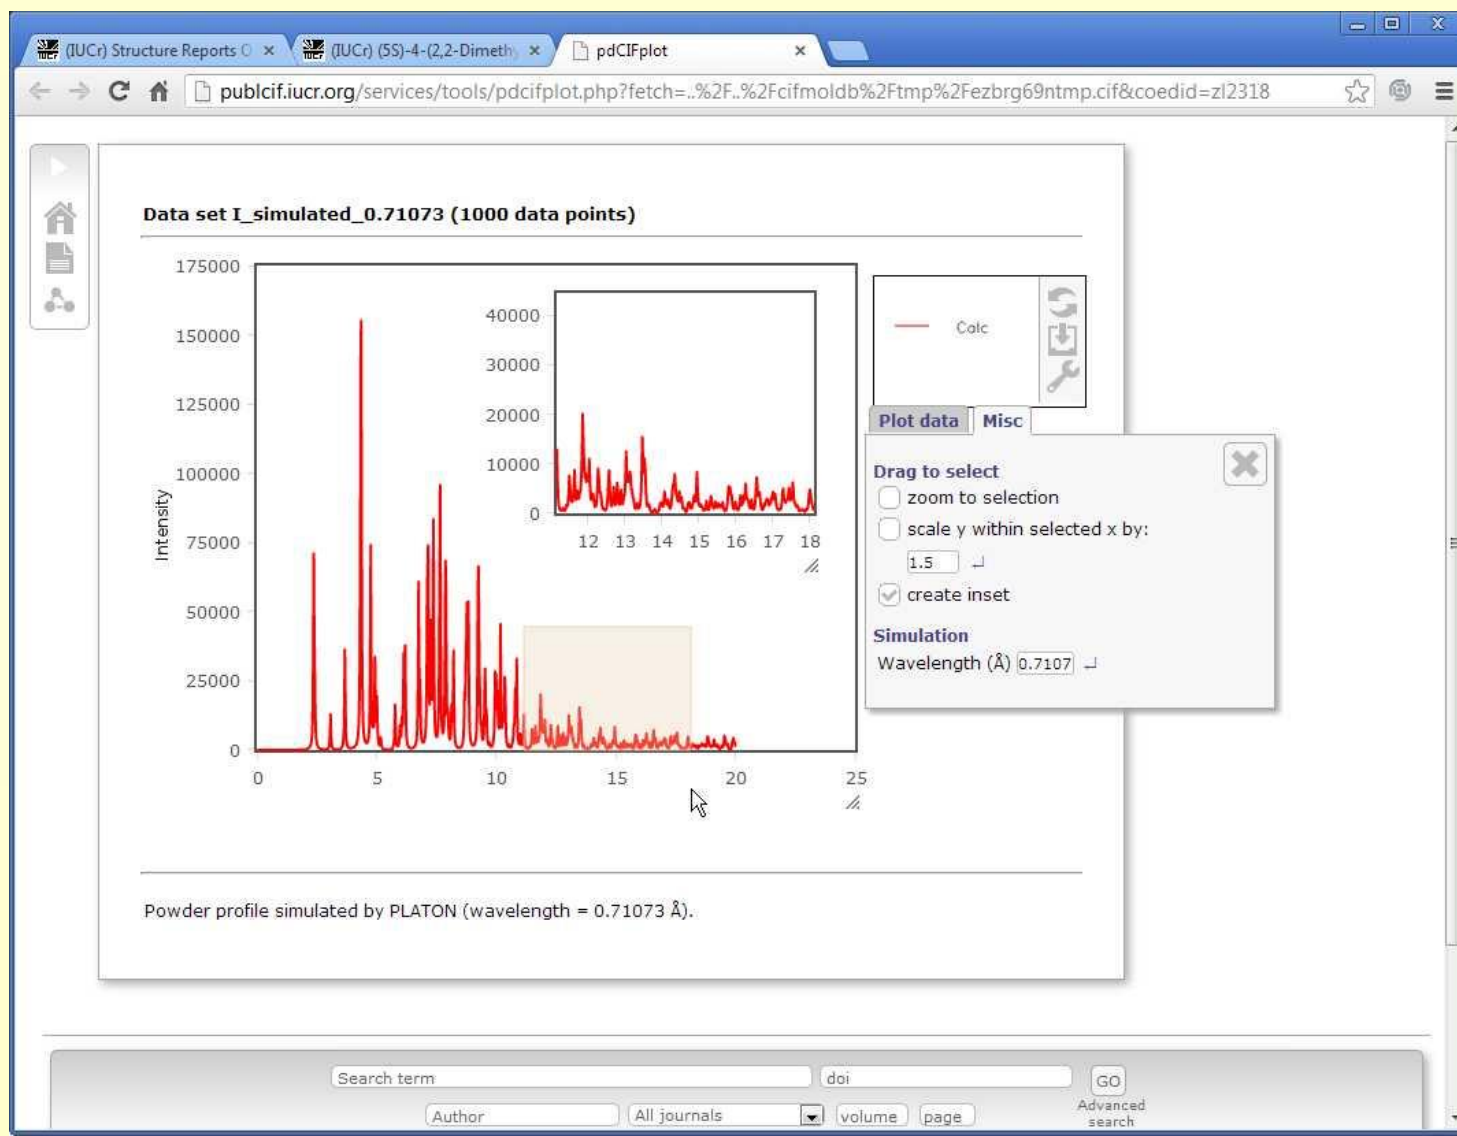 (IUCr) Structure Reports O
(IUCr) (5S)-4-(2,2-Dimethy
pdCIFplot
publcif.iucr.org/services/tools/pdcifplot.php?fetch=..%2F..%2Fcifmoldb%2Ftmp%2Fezbrg69ntmp.cif&coedid=zl2318
Data set I_simulated_0.71073 (1000 data points)
175000
150000
125000
100000
75000
50000
25000
0
Intensity
0 5 10 15 20 25
40000
30000
20000
10000
0
12 13 14 15 16 17 18
Calc
Plot data Misc
Drag to select
zoom to selection
scale y within selected x by:
1.5
create inset
Simulation
Wavelength (Å) 0.7107
Powder profile simulated by PLATON (wavelength = 0.71073 Å).
Search term doi GO
Advanced
search
Author All journals volume page